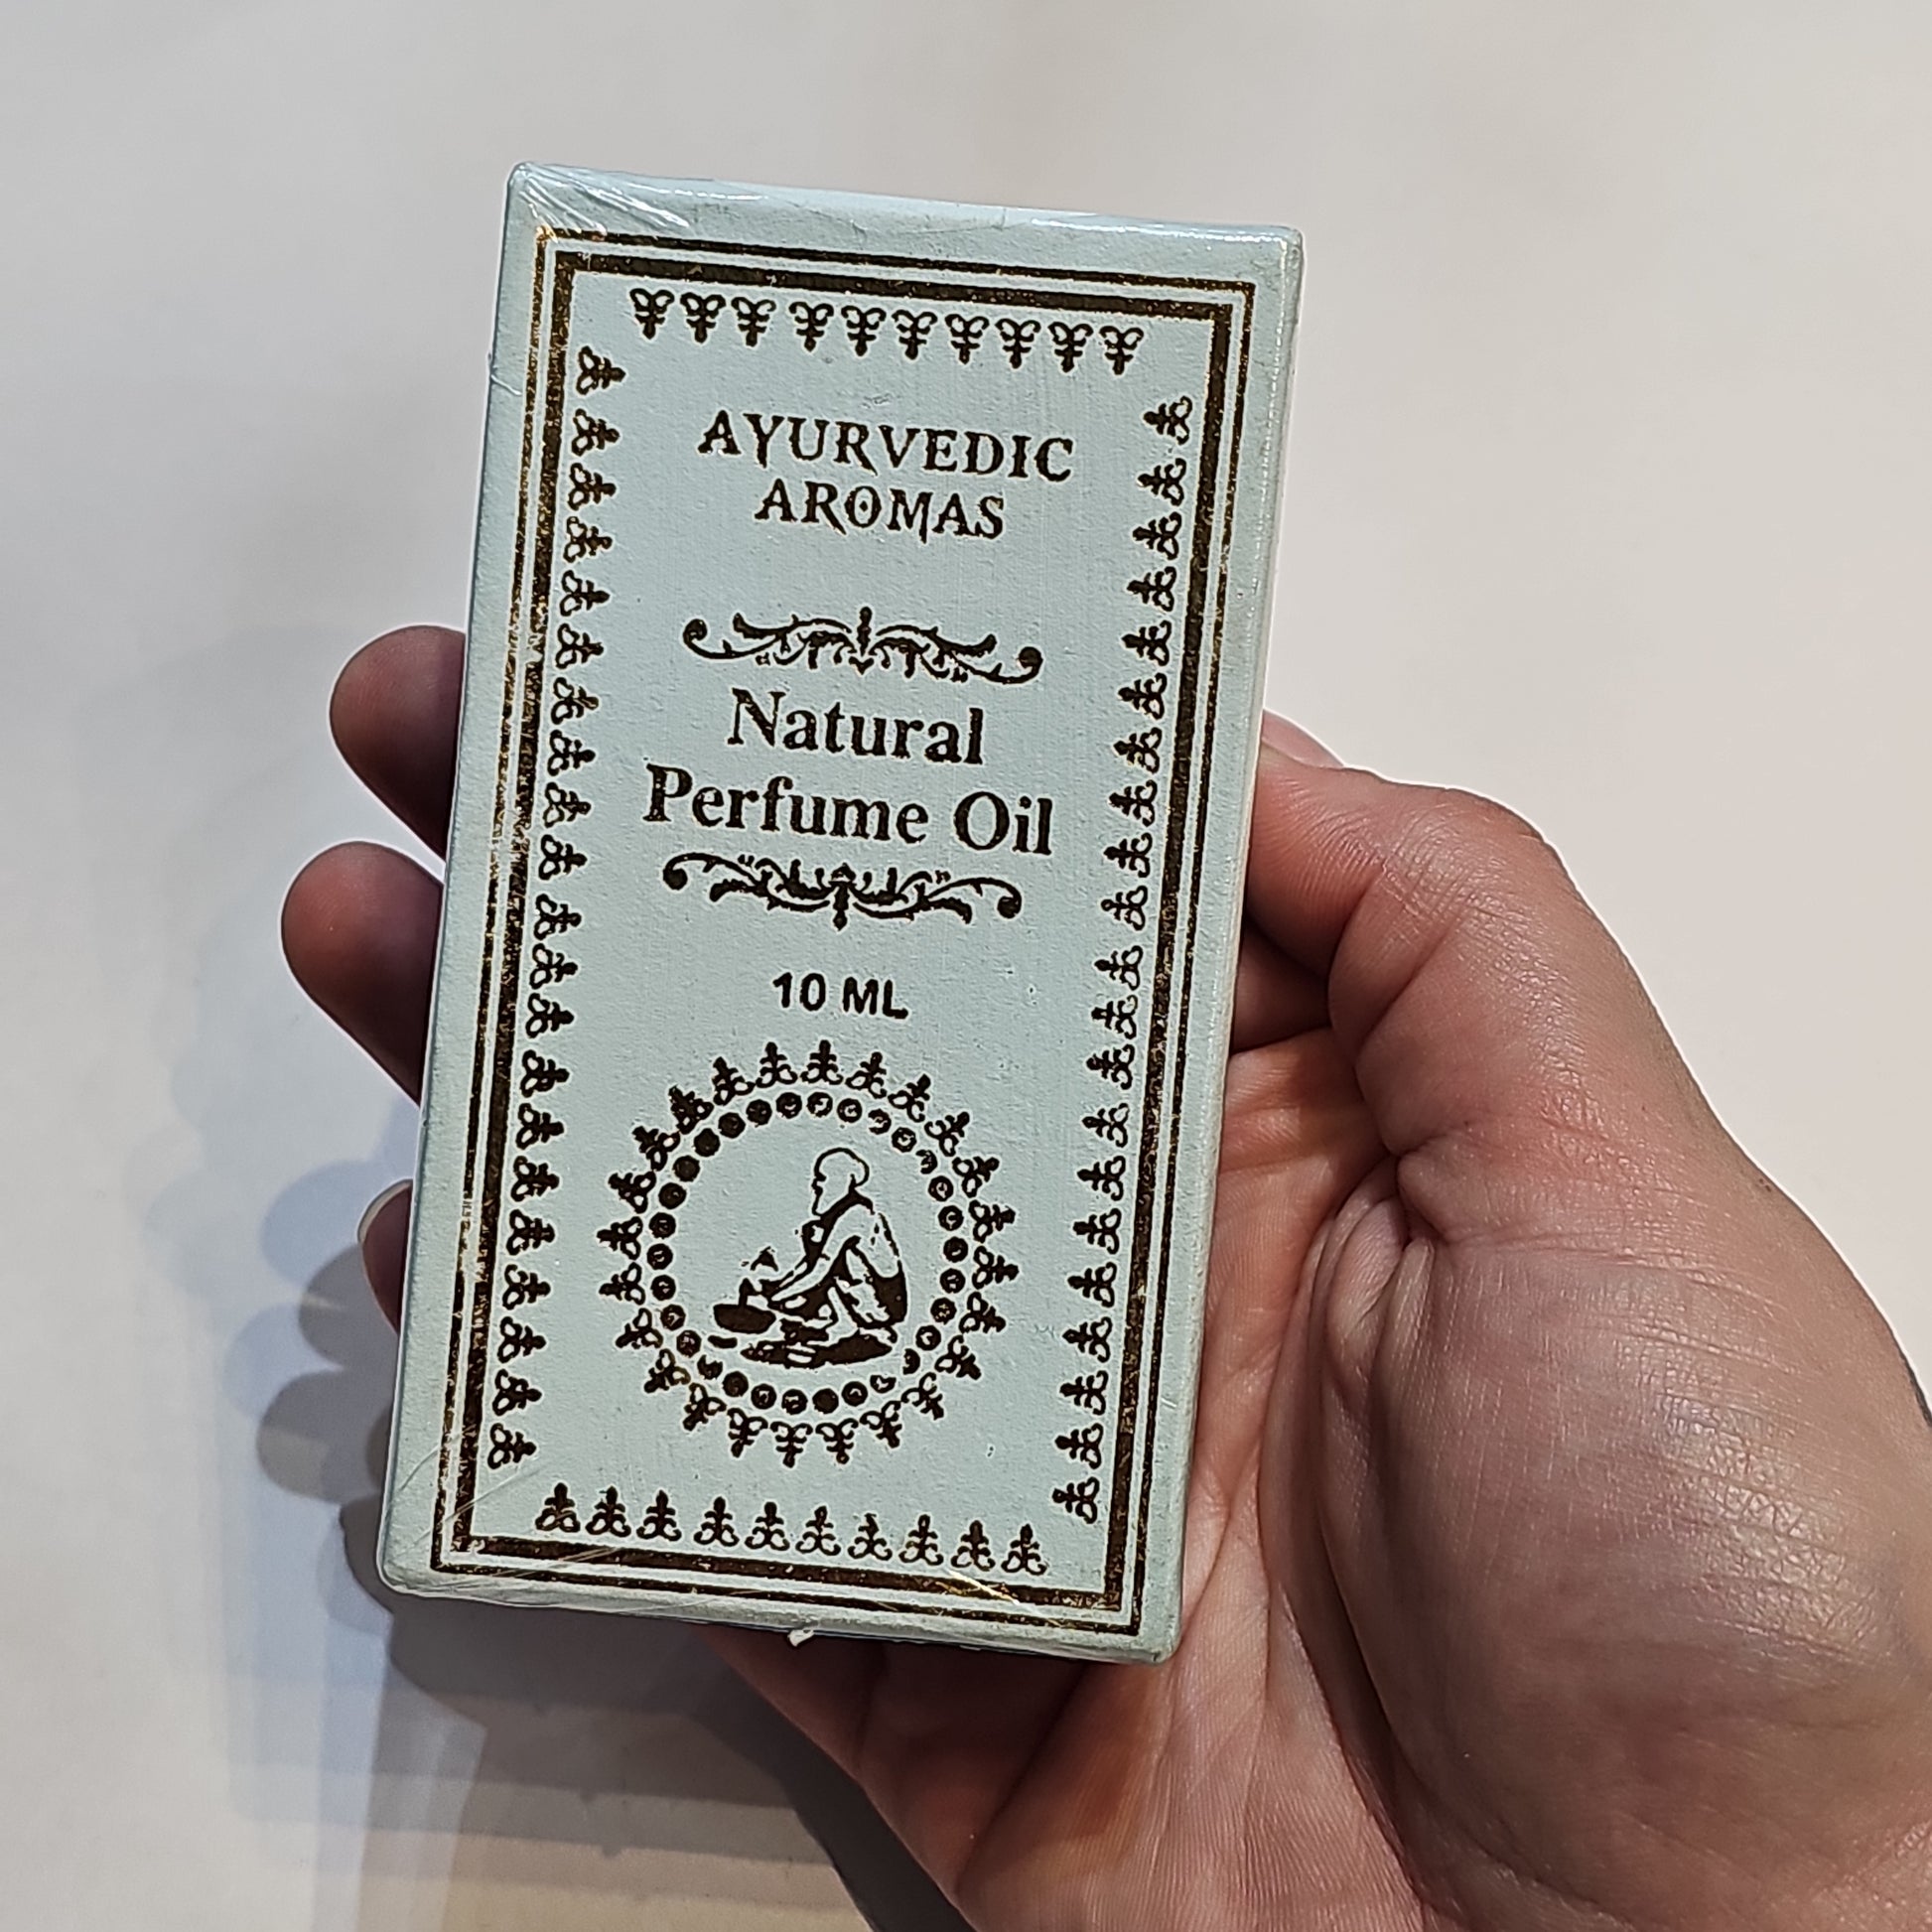 AYURVEDIC
AROMAS
Natural
Perfume Oil
10 ML